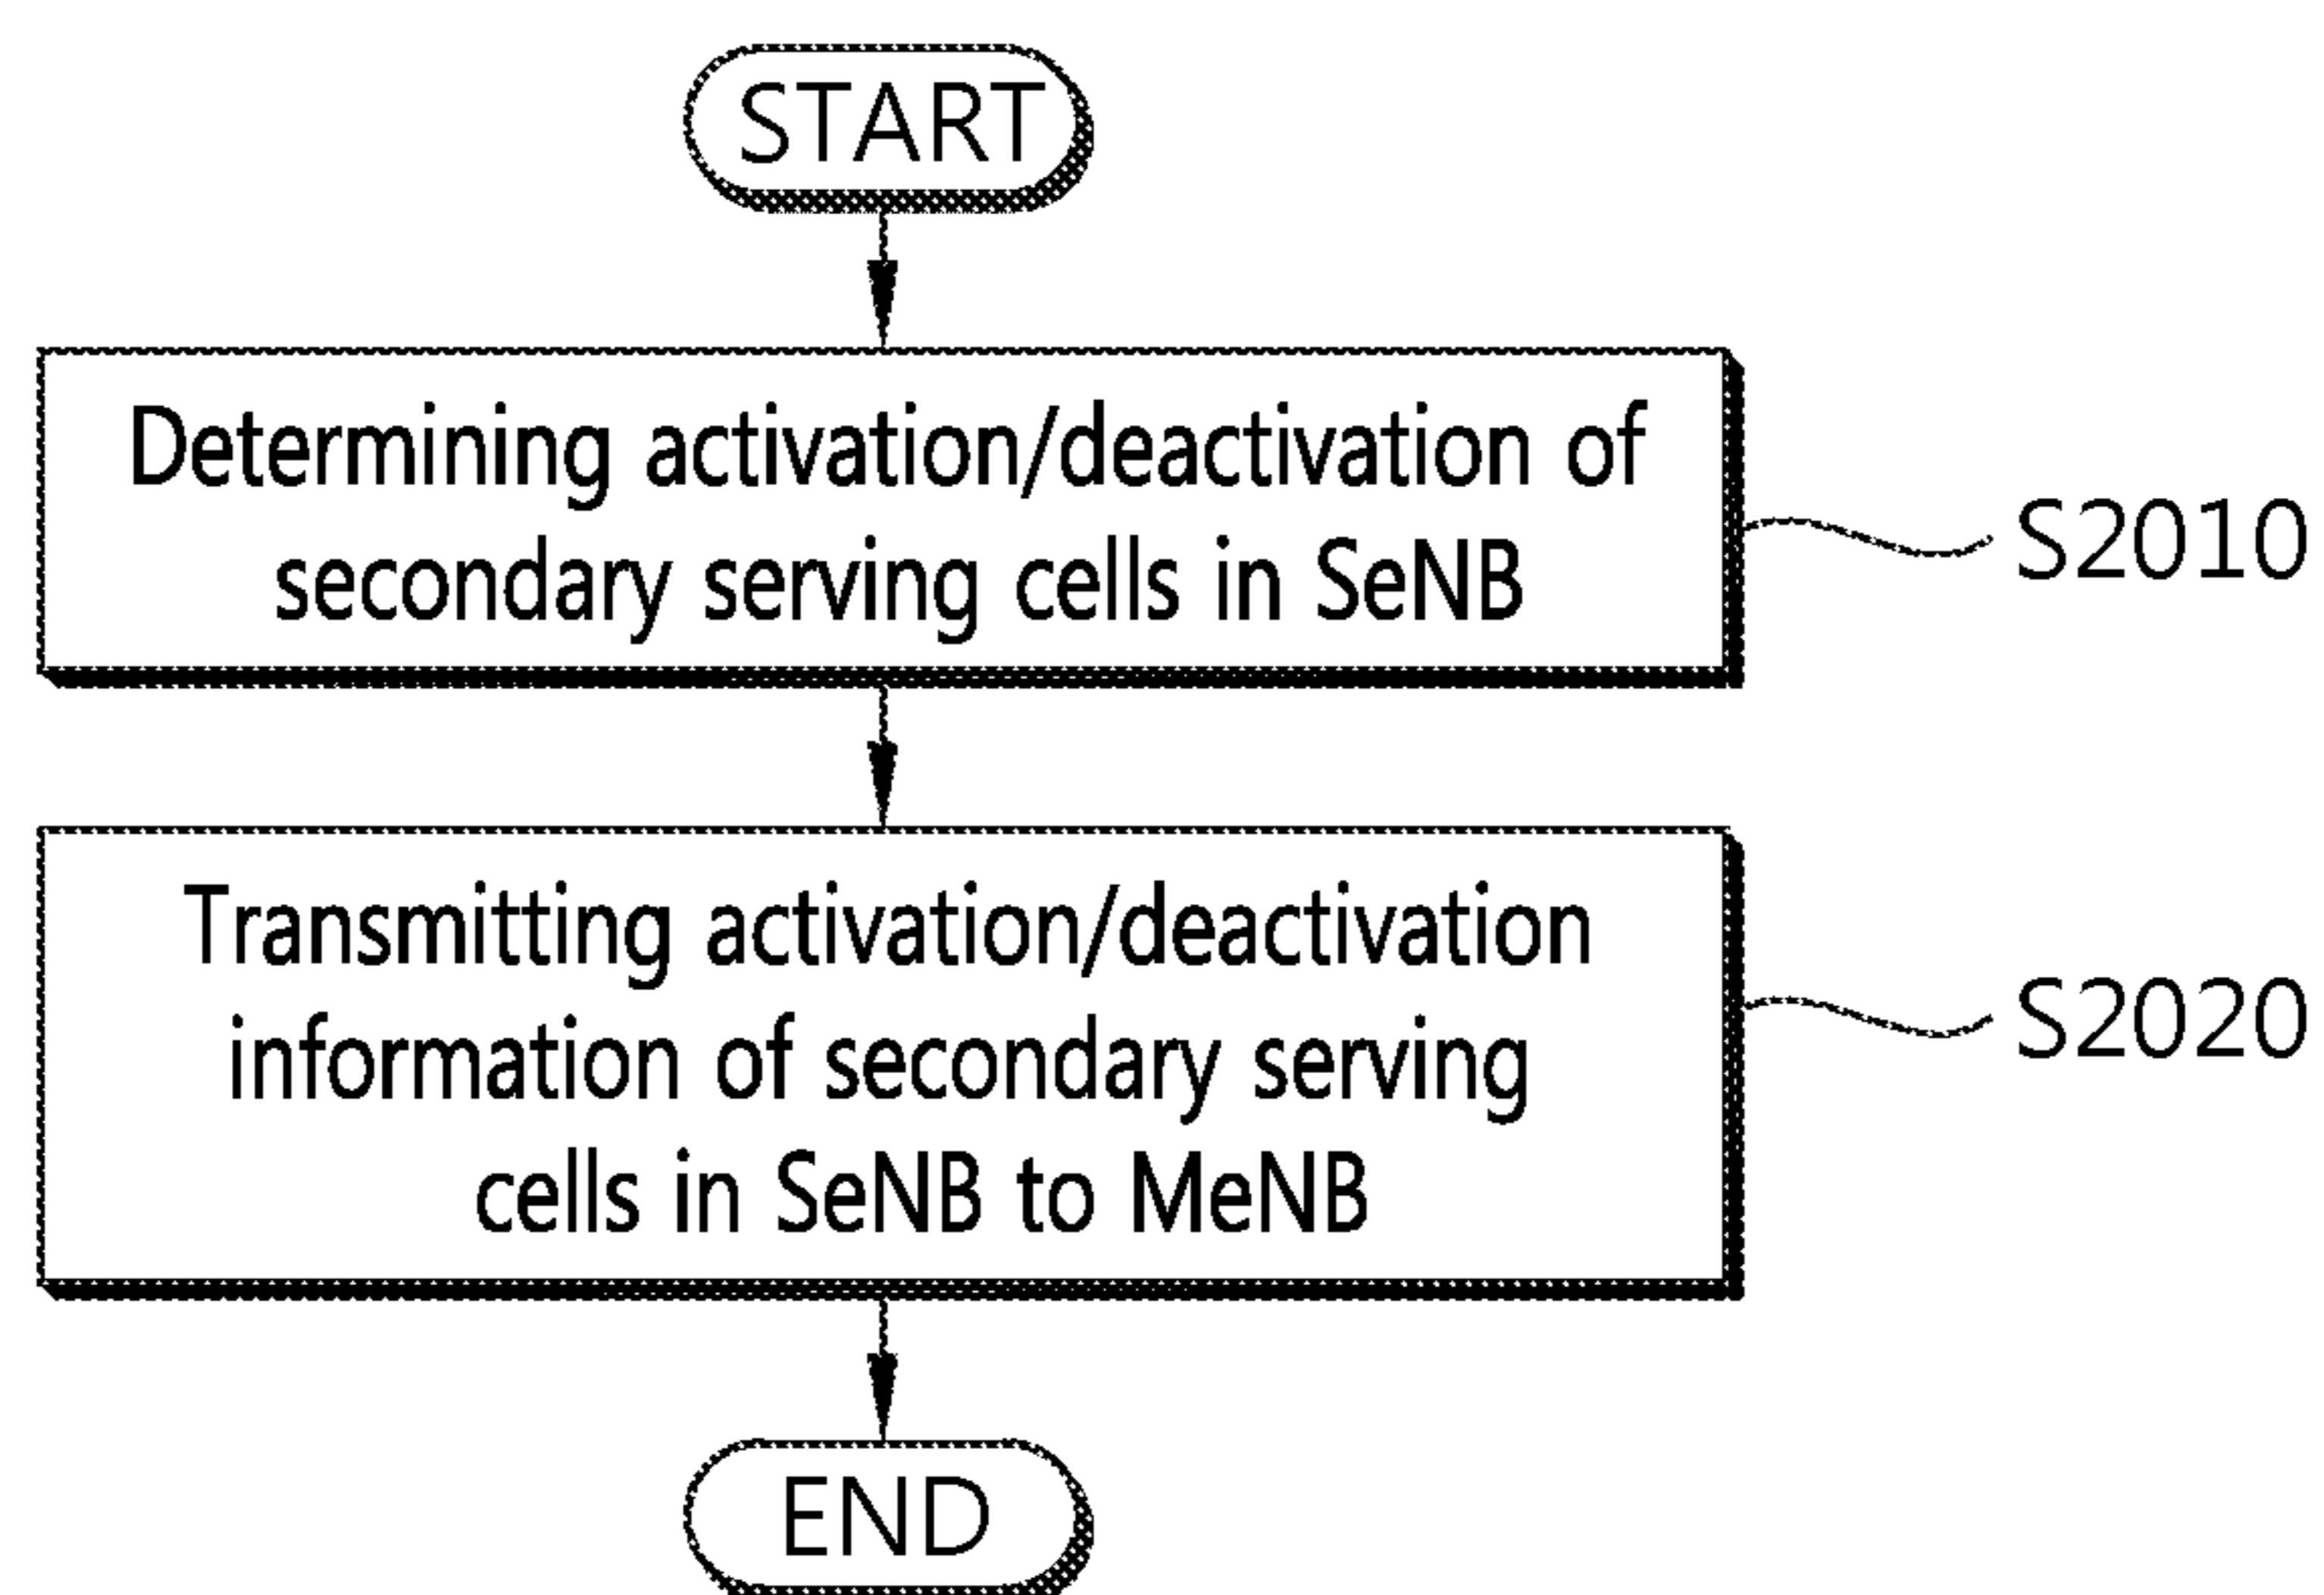 START
Determining activation/deactivation of
secondary serving cells in SeNB
S2010
Transmitting activation/deactivation
information of secondary serving
cells in SeNB to MeNB
S2020
END